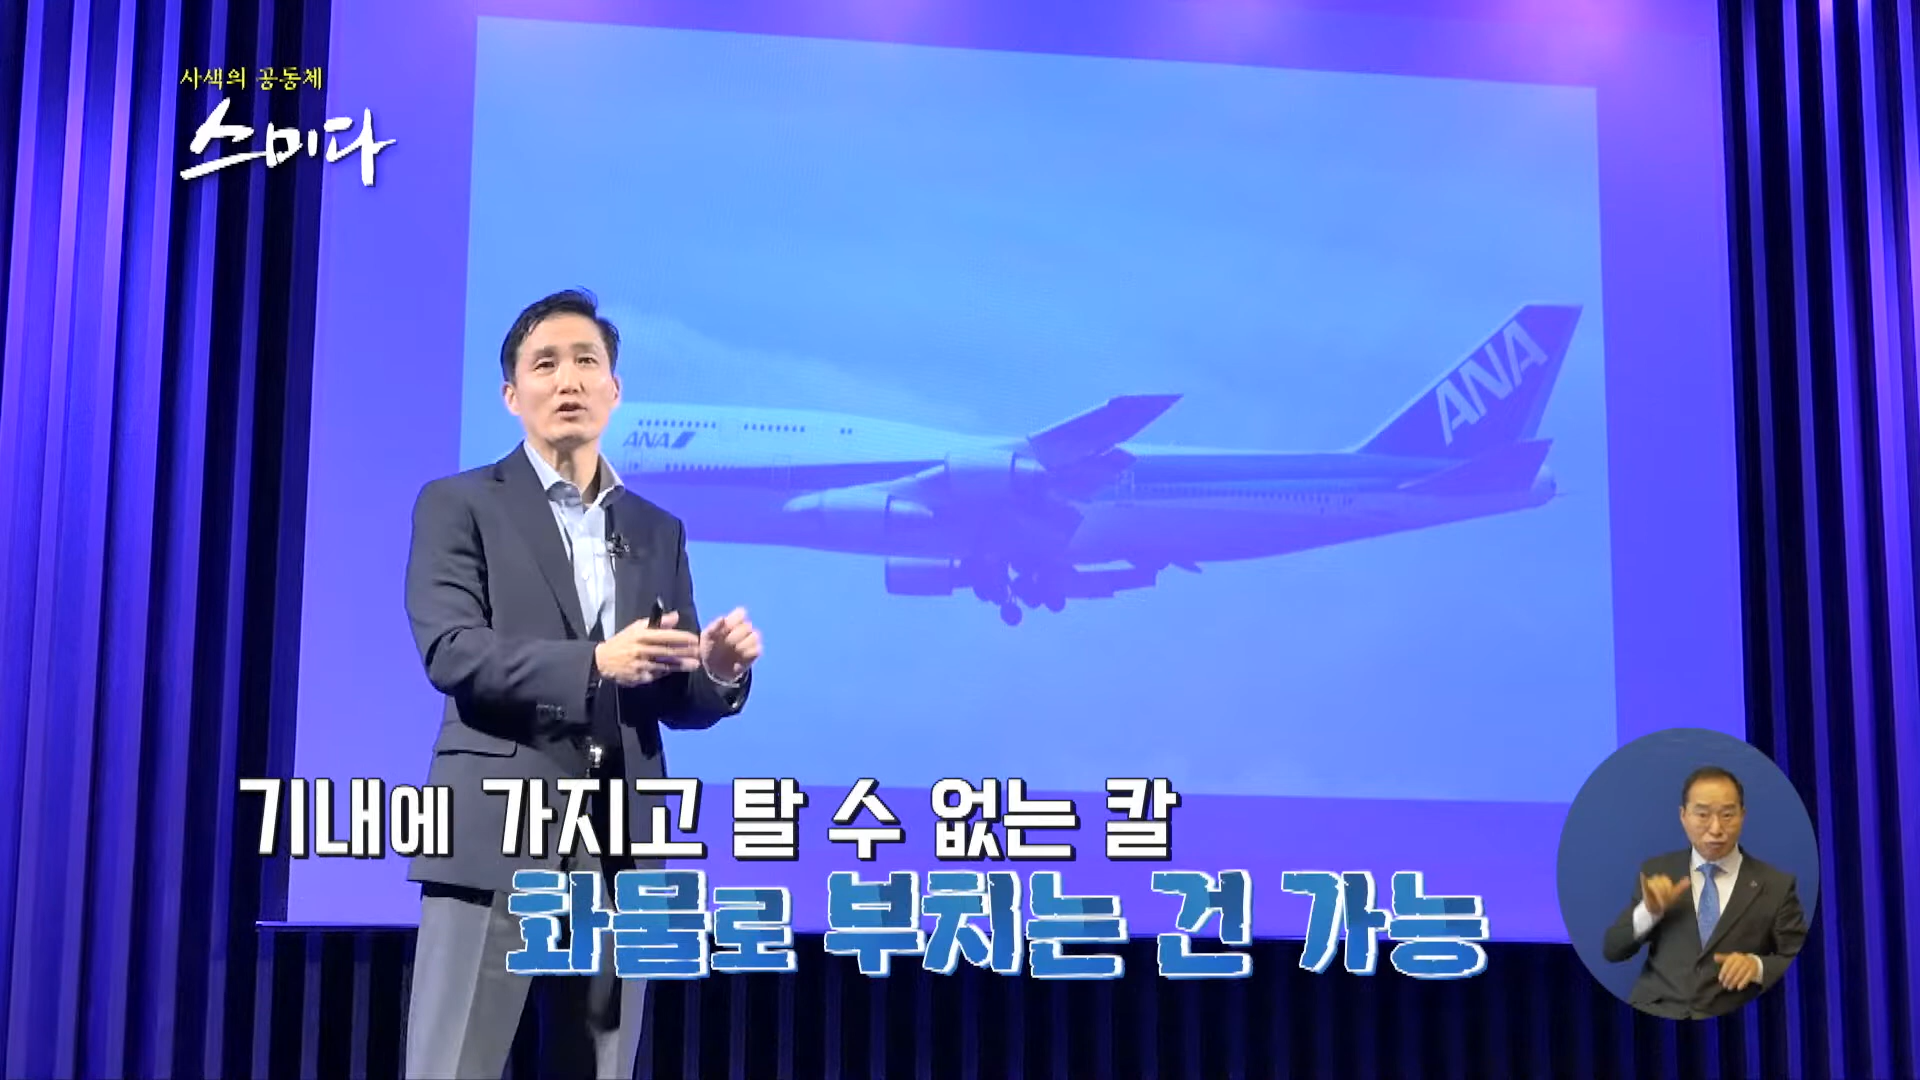 사색의 공동체
스미다
ANA
ANA
기내에 가지고 탈 수 없는 칼
화물로 부치는 건 가능